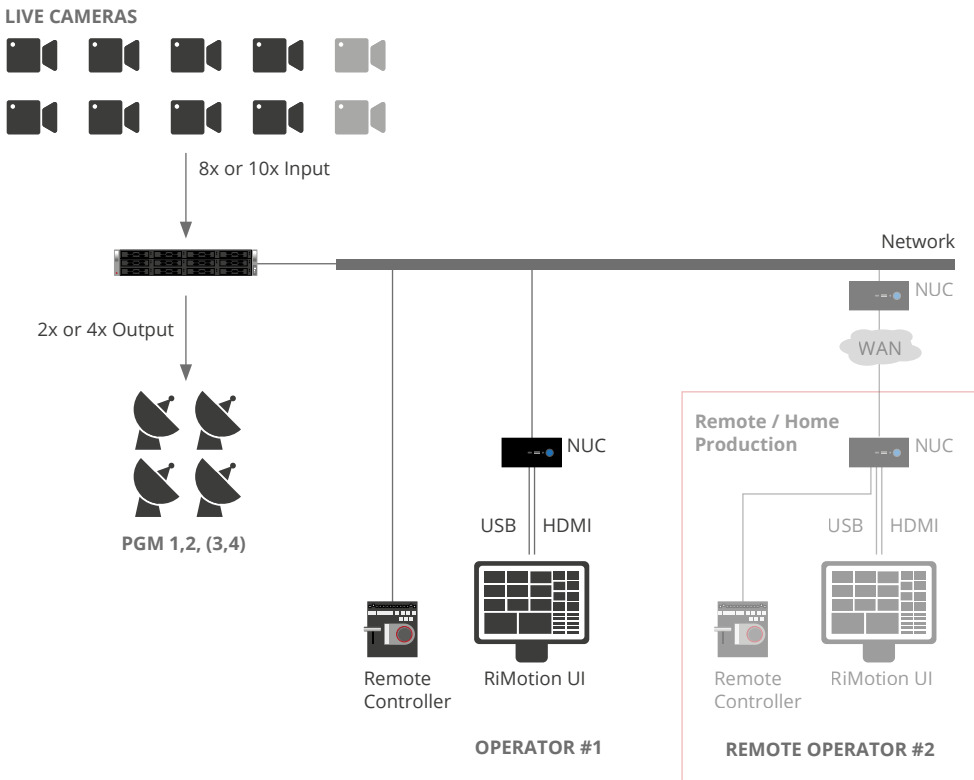 LIVE CAMERAS
8x or 10x Input
Network
NUC
2x or 4x Output
WAN
Remote / Home
Production
NUC
NUC
USB
HDMI
USB
HDMI
PGM 1,2, (3,4)
Remote
Controller
RiMotion UI
Remote
Controller
RiMotion UI
OPERATOR #1
REMOTE OPERATOR #2